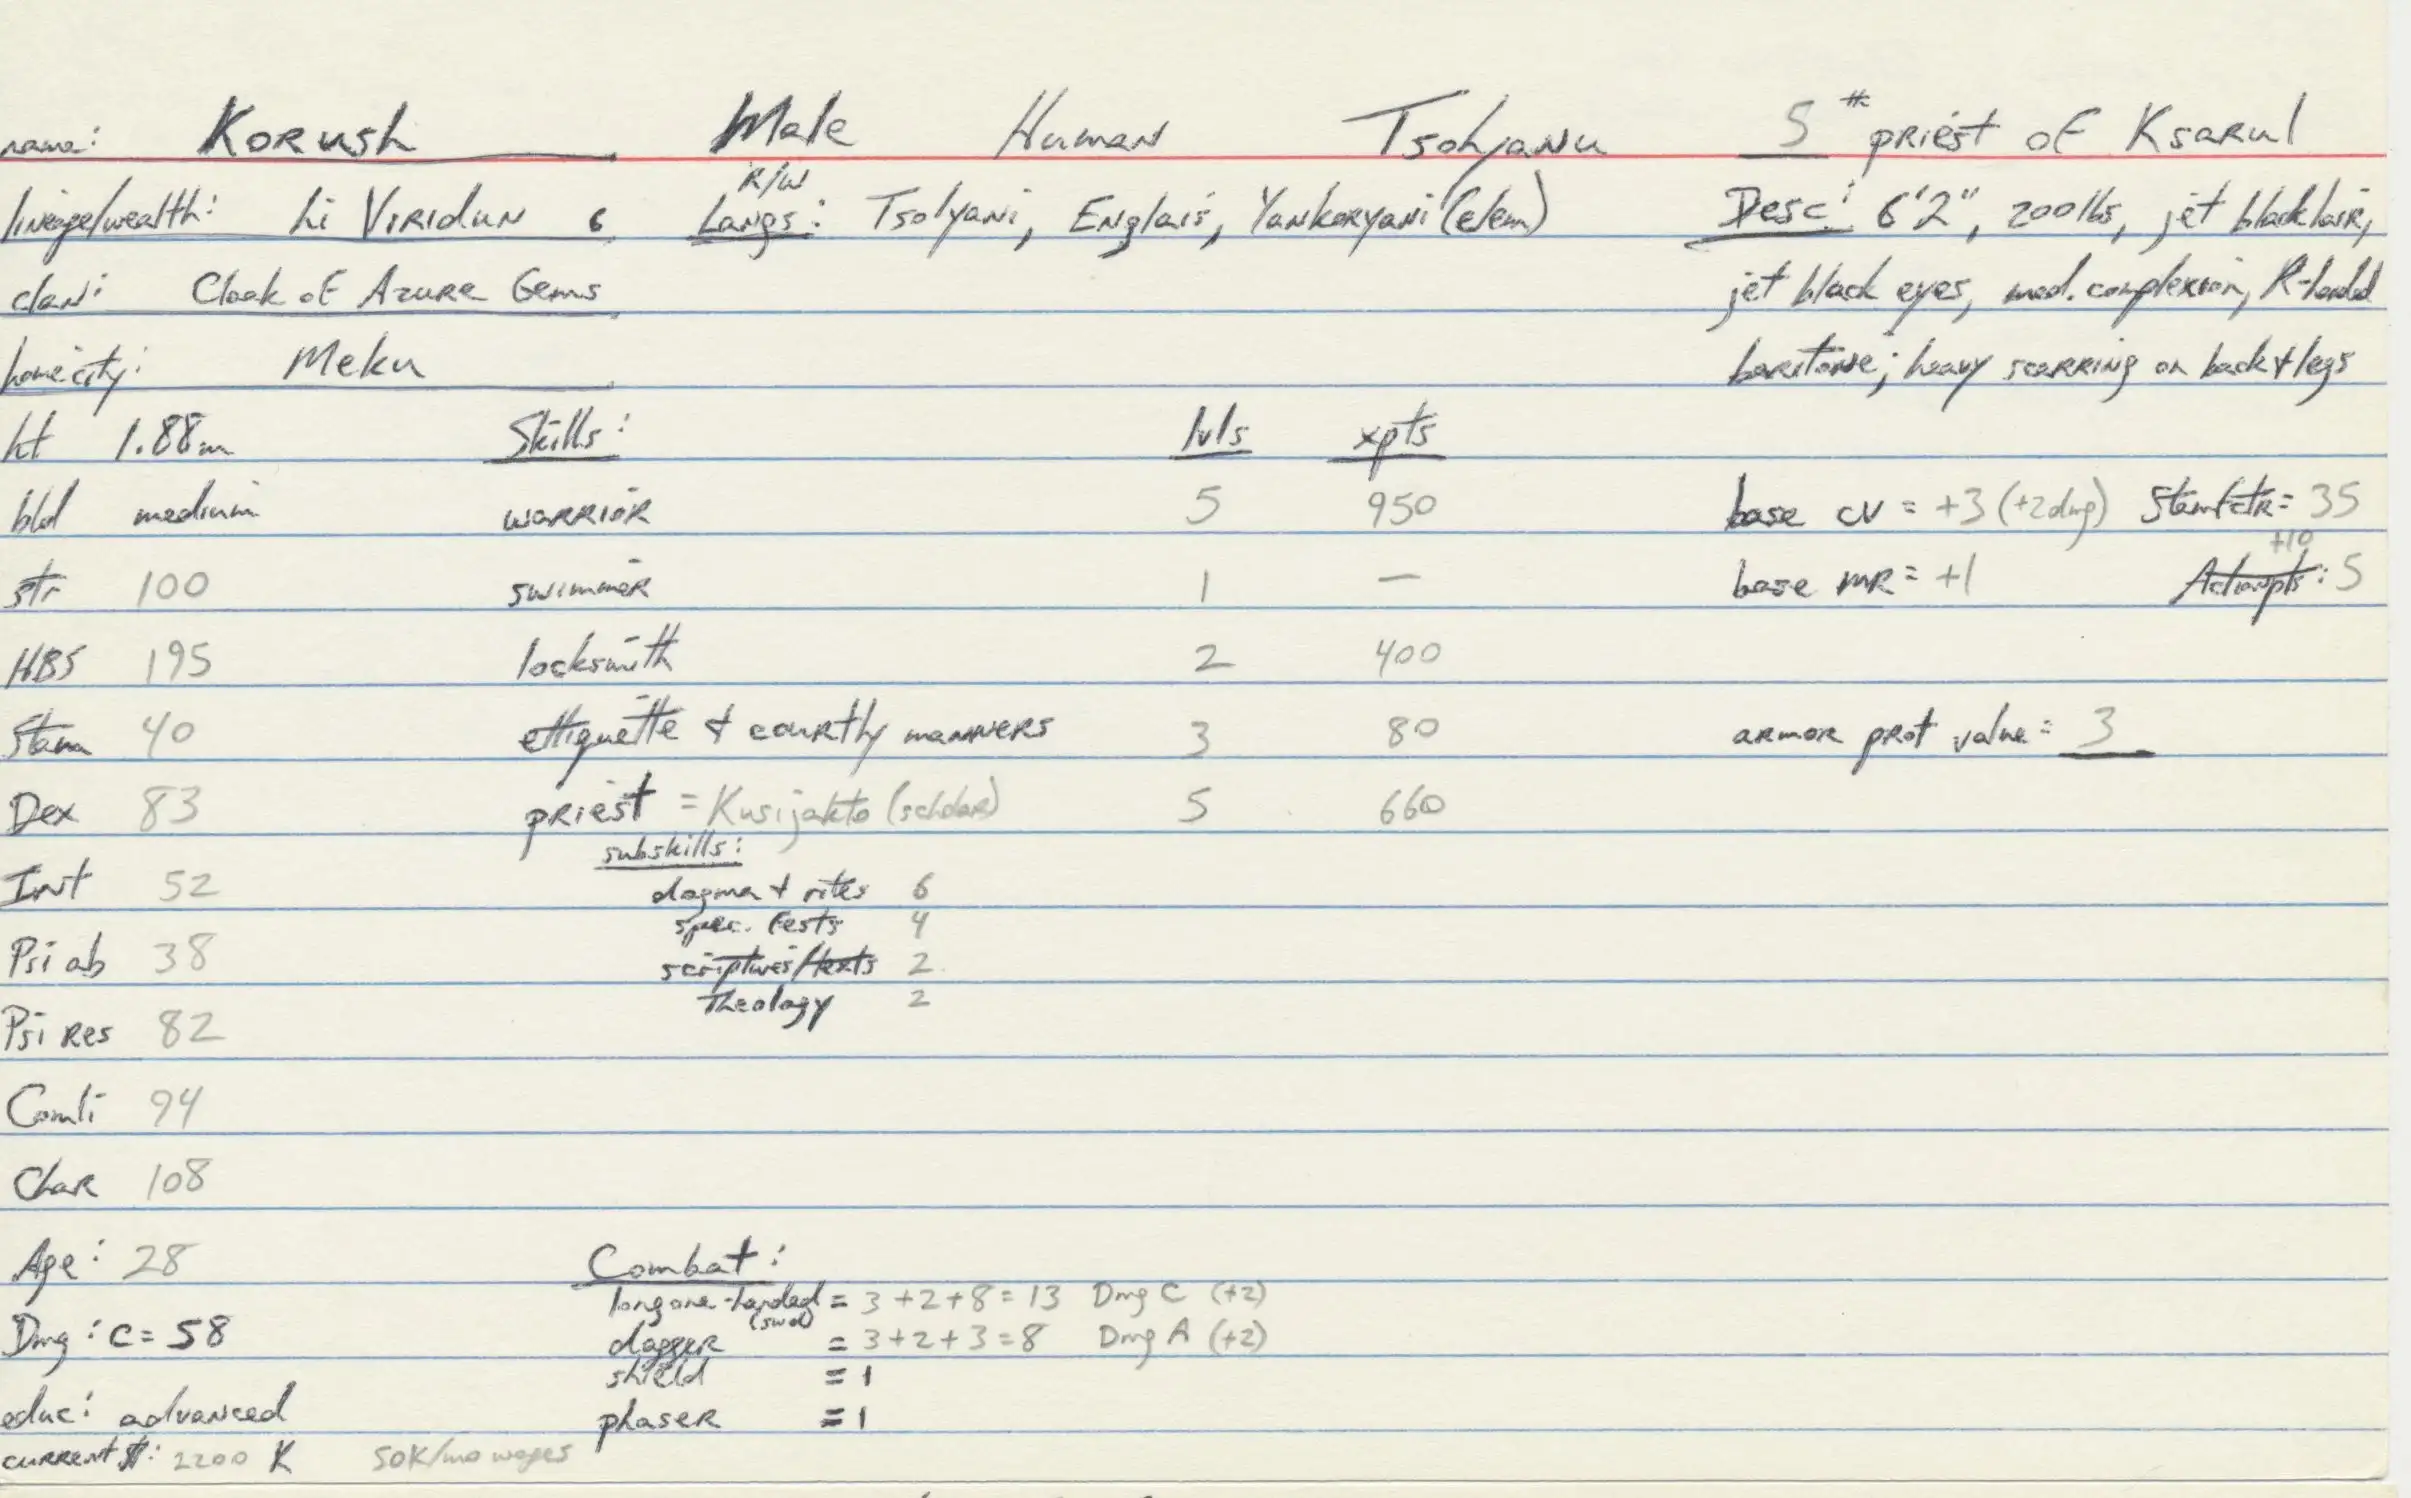 name: Korush Male Human Tsolyanu 5th priest of Ksarul
lineage/wealth: hi Viridun 6 R/W Langs: Tsolyani, Englais, Yankoryani (elem) Desc: 6'2", 200lbs, jet black hair,
clan: Cloak of Azure Gems jet black eyes, med. complexion, R-handed
home city: Meku baritone; heavy scarring on back & legs
ht 1.88m Skills: lvls xpts
bld medium warrior 5 950 base cv = +3 (+2dmg) Stamfctr = 35
str 100 swimmer 1 — base mr = +1 +10 Actionpts: 5
HBS 195 locksmith 2 400
Stam 40 ettiquette & courtly manners 3 80 armor prot value = 3
Dex 83 priest = Kusijakto (scholar) 5 660
subskills:
Int 52 dogma & rites 6
spec. fests 4
Psi ab 38 scriptures/texts 2
Theology 2
Psi Res 82
Comli 94
Char 108
Age: 28 Combat:
long one-handed (swd) = 3 + 2 + 8 = 13 Dmg C (+2)
Dmg: C = 58 dagger = 3 + 2 + 3 = 8 Dmg A (+2)
shield = 1
educ: advanced phaser = 1
current $: 2200 K 50K/mo wages